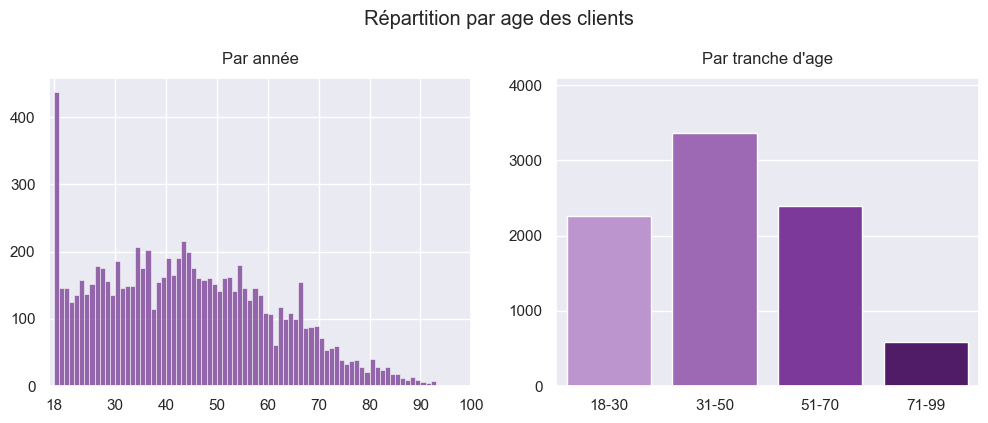 Répartition par age des clients
Par année
400
300
200
100
0
18 30 40 50 60 70 80 90 100
Par tranche d'age
4000
3000
2000
1000
0
18-30 31-50 51-70 71-99